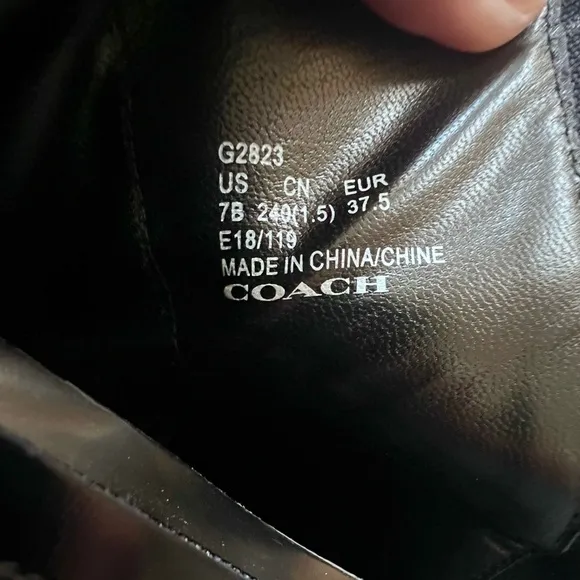 G2823
US CN EUR
7B 240(1.5) 37.5
E18/119
MADE IN CHINA/CHINE
COACH